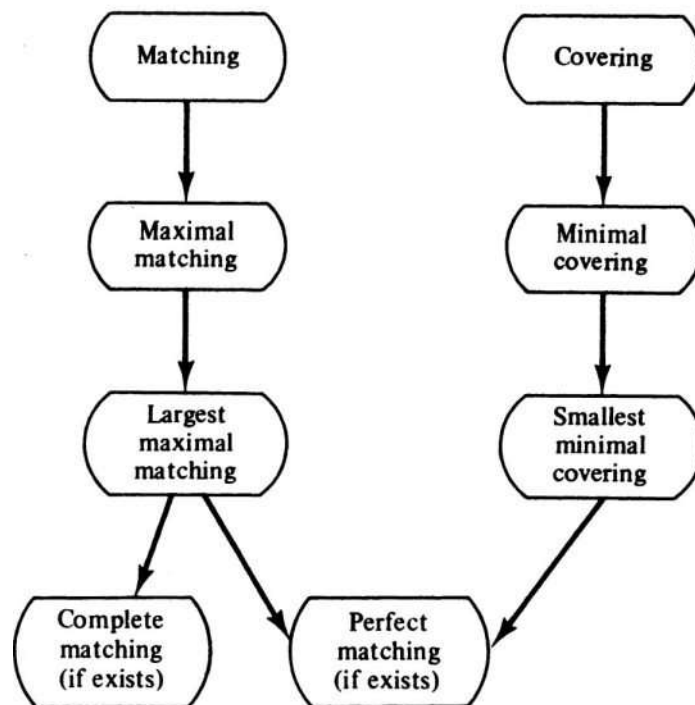 Matching
Covering
Maximal
matching
Minimal
covering
Largest
maximal
matching
Smallest
minimal
covering
Complete
matching
(if exists)
Perfect
matching
(if exists)